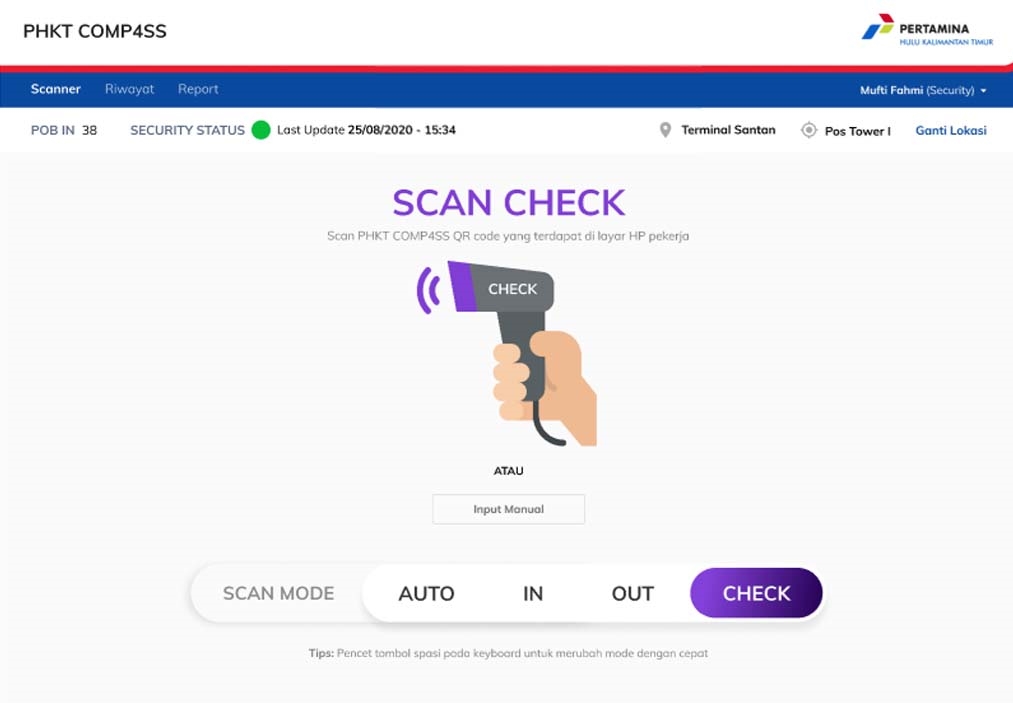 PHKT COMP4SS
PERTAMINA
HULU KALIMANTAN TIMUR
Scanner Riwayat Report Mufti Fahmi (Security)
POB IN 38 SECURITY STATUS Last Update 25/08/2020 - 15:34 Terminal Santan Pos Tower I Ganti Lokasi
SCAN CHECK
Scan PHKT COMP4SS QR code yang terdapat di layar HP pekerja
CHECK
ATAU
Input Manual
SCAN MODE AUTO IN OUT CHECK
Tips: Pencet tombol spasi pada keyboard untuk merubah mode dengan cepat